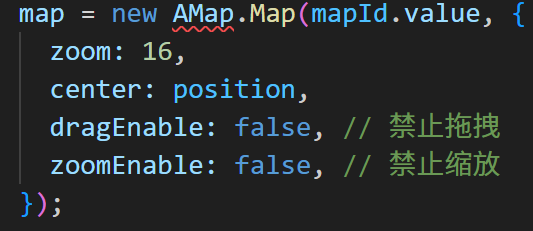 map = new AMap.Map(mapId.value, {
zoom: 16,
center: position,
dragEnable: false, // 禁止拖拽
zoomEnable: false, // 禁止缩放
});